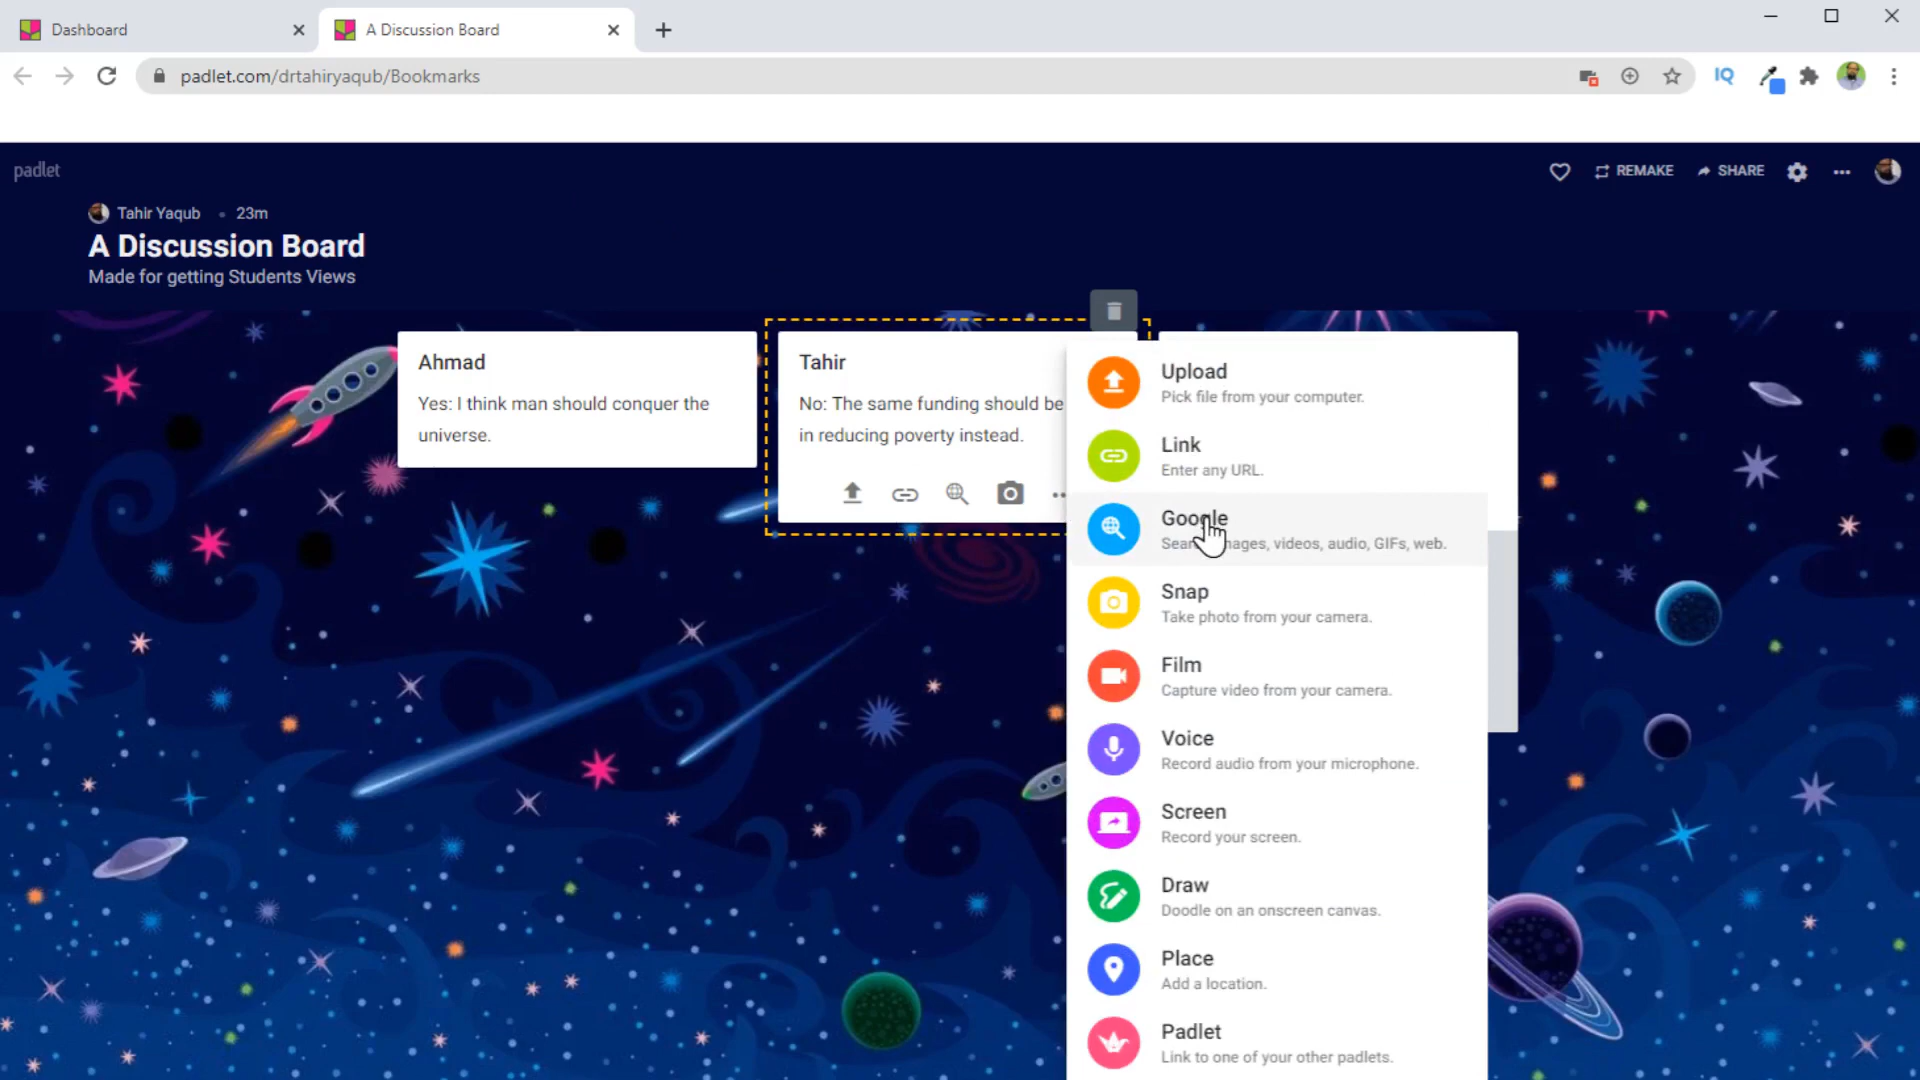 Dashboard
A Discussion Board
padlet.com/drtahiryaqub/Bookmarks
IQ
padlet
REMAKE
SHARE
Tahir Yaqub • 23m
A Discussion Board
Made for getting Students Views
Ahmad
Yes: I think man should conquer the
universe.
Tahir
No: The same funding should be
in reducing poverty instead.
Upload
Pick file from your computer.
Link
Enter any URL.
Google
videos, audio, GIFs, web.
Snap
Take photo from your camera.
Film
Capture video from your camera.
Voice
Record audio from your microphone.
Screen
Record your screen.
Draw
Doodle on an onscreen canvas.
Place
Add a location.
Padlet
Link to one of your other padlets.